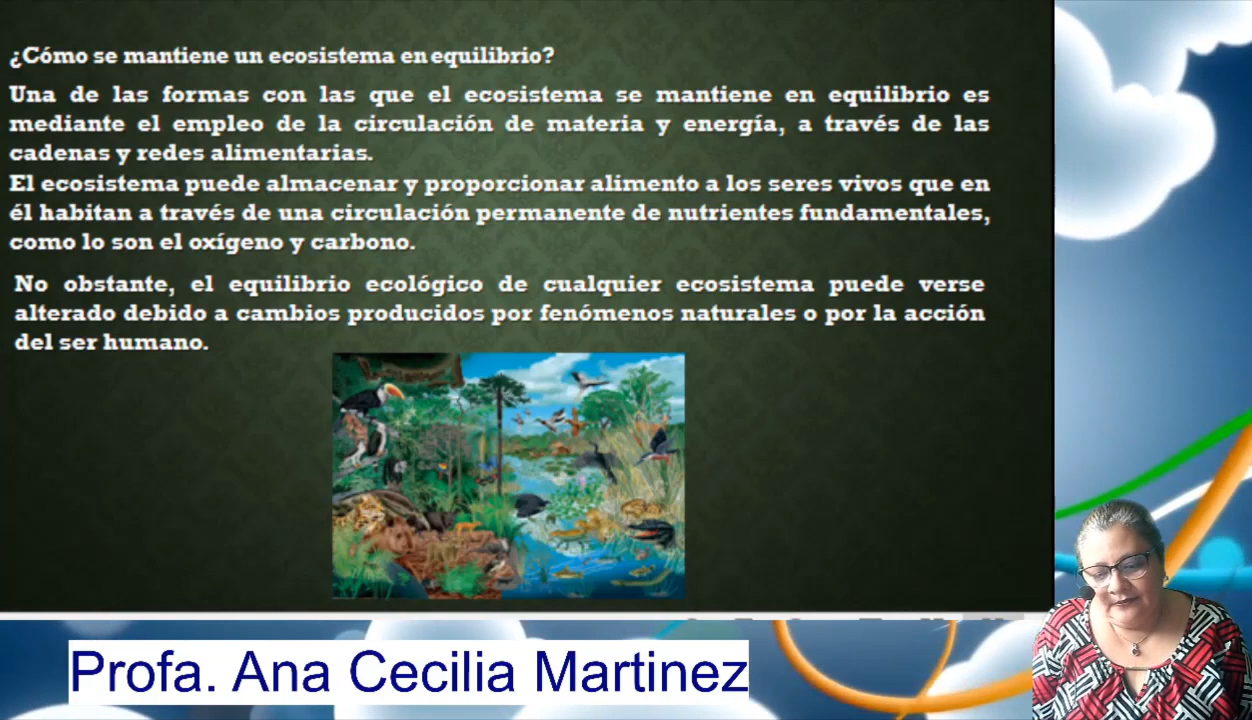 ¿Cómo se mantiene un ecosistema en equilibrio?
Una de las formas con las que el ecosistema se mantiene en equilibrio es
mediante el empleo de la circulación de materia y energía, a través de las
cadenas y redes alimentarias.
El ecosistema puede almacenar y proporcionar alimento a los seres vivos que en
él habitan a través de una circulación permanente de nutrientes fundamentales,
como lo son el oxígeno y carbono.
No obstante, el equilibrio ecológico de cualquier ecosistema puede verse
alterado debido a cambios producidos por fenómenos naturales o por la acción
del ser humano.
Profa. Ana Cecilia Martinez